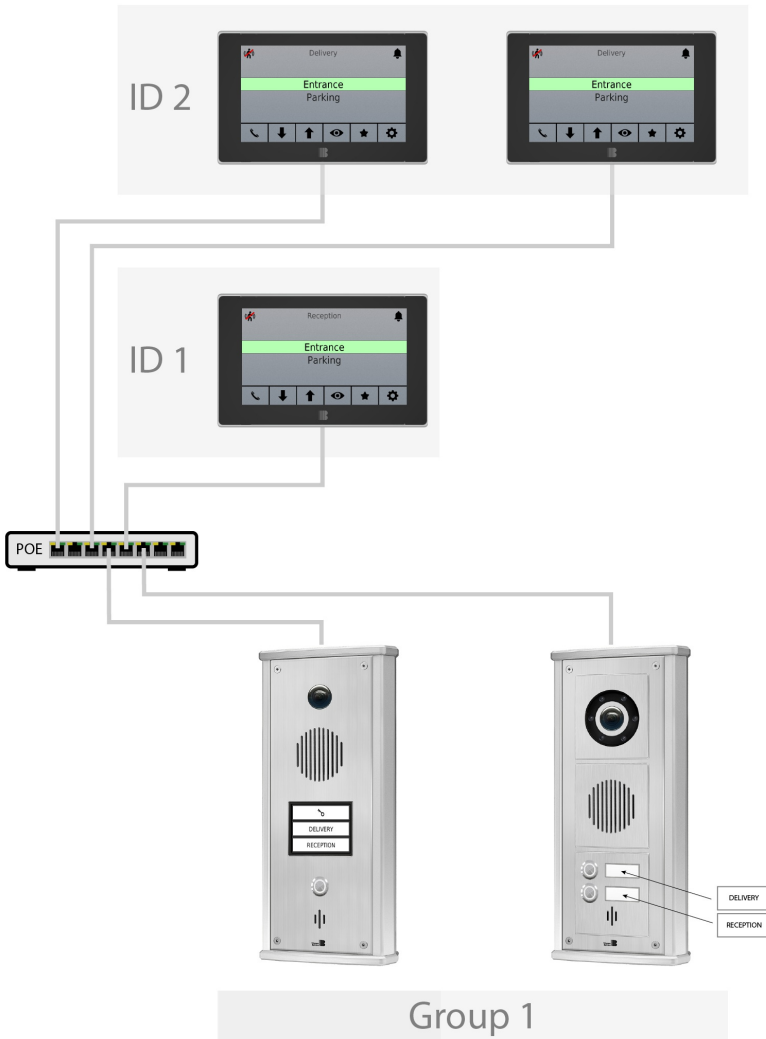 ID 2
Delivery
Entrance
Parking
Delivery
Entrance
Parking
ID 1
Reception
Entrance
Parking
POE
DELIVERY
RECEPTION
DELIVERY
RECEPTION
Group 1